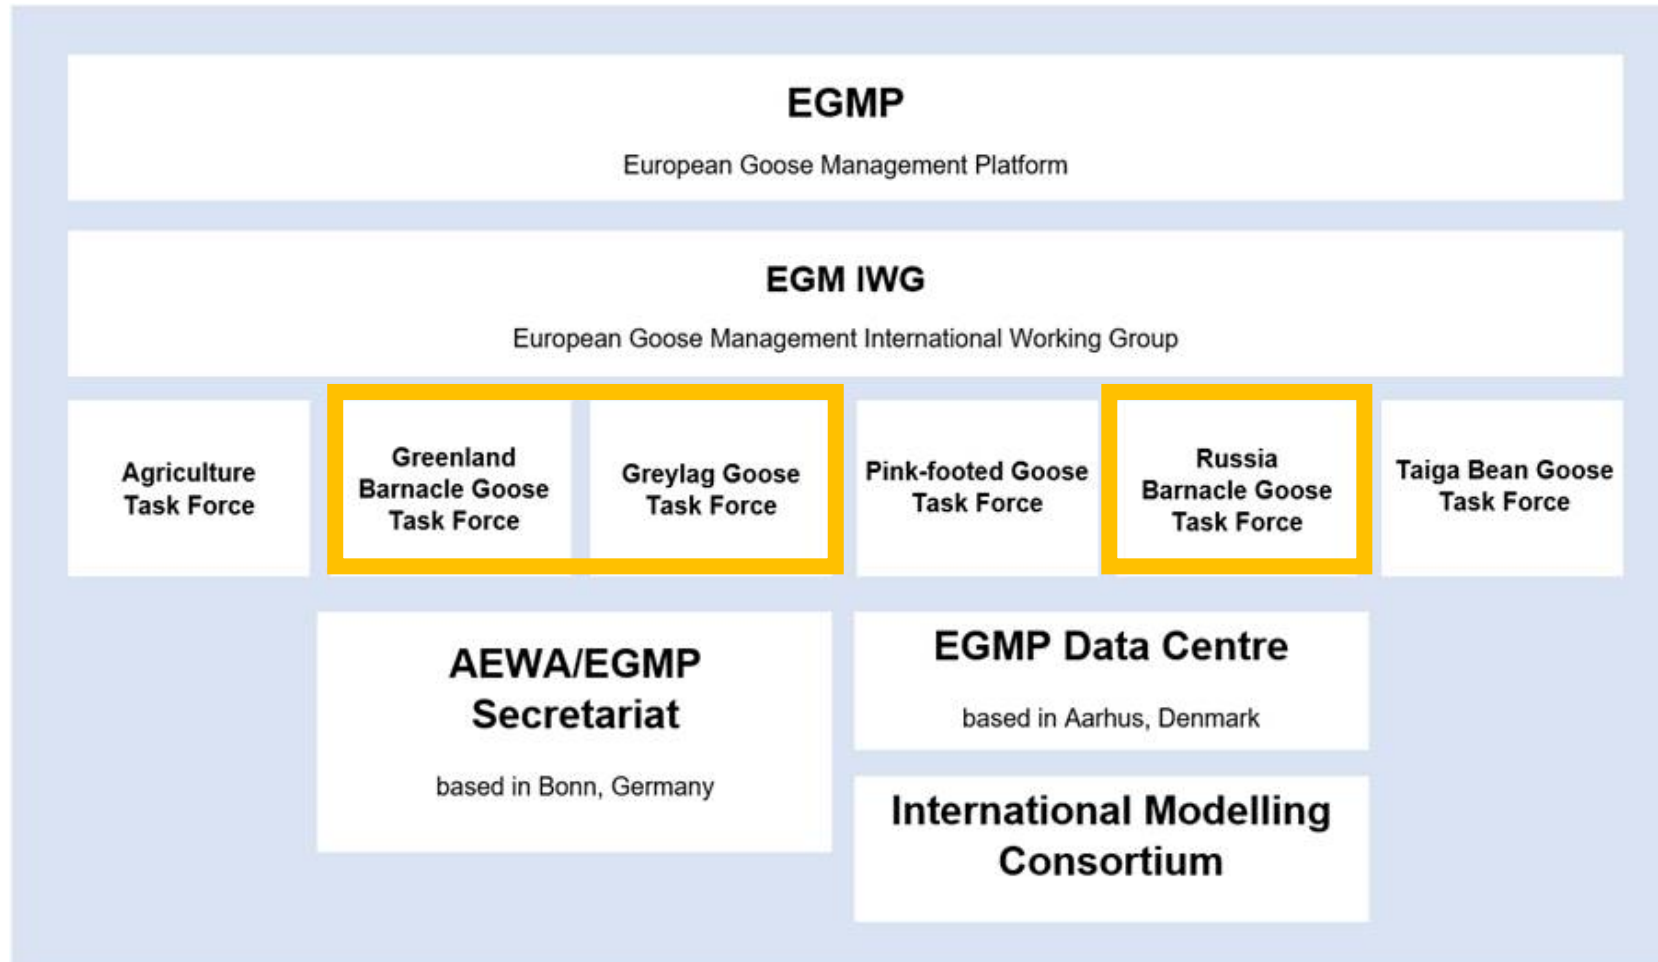 EGMP
European Goose Management Platform
EGM IWG
European Goose Management International Working Group
Agriculture
Task Force
Greenland
Barnacle Goose
Task Force
Greylag Goose
Task Force
Pink-footed Goose
Task Force
Russia
Barnacle Goose
Task Force
Taiga Bean Goose
Task Force
AEWA/EGMP
Secretariat
based in Bonn, Germany
EGMP Data Centre
based in Aarhus, Denmark
International Modelling
Consortium